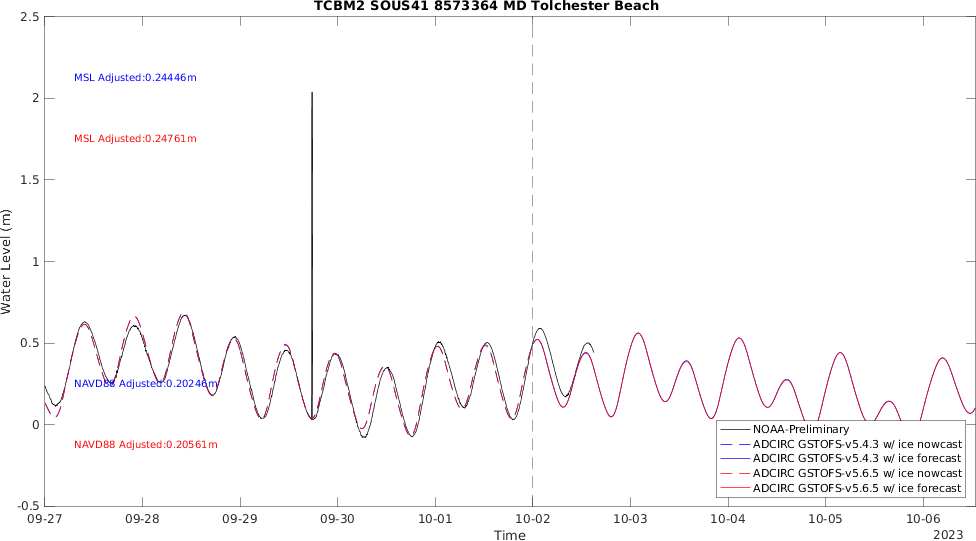 TCBM2 SOUS41 8573364 MD Tolchester Beach
2.5
2
1.5
1
0.5
0
-0.5
Water Level (m)
MSL Adjusted:0.24446m
MSL Adjusted:0.24761m
NAVD88 Adjusted:0.20246m
NAVD88 Adjusted:0.20561m
NOAA-Preliminary
ADCIRC GSTOFS-v5.4.3 w/ ice nowcast
ADCIRC GSTOFS-v5.4.3 w/ ice forecast
ADCIRC GSTOFS-v5.6.5 w/ ice nowcast
ADCIRC GSTOFS-v5.6.5 w/ ice forecast
09-27 09-28 09-29 09-30 10-01 10-02 10-03 10-04 10-05 10-06
Time
2023